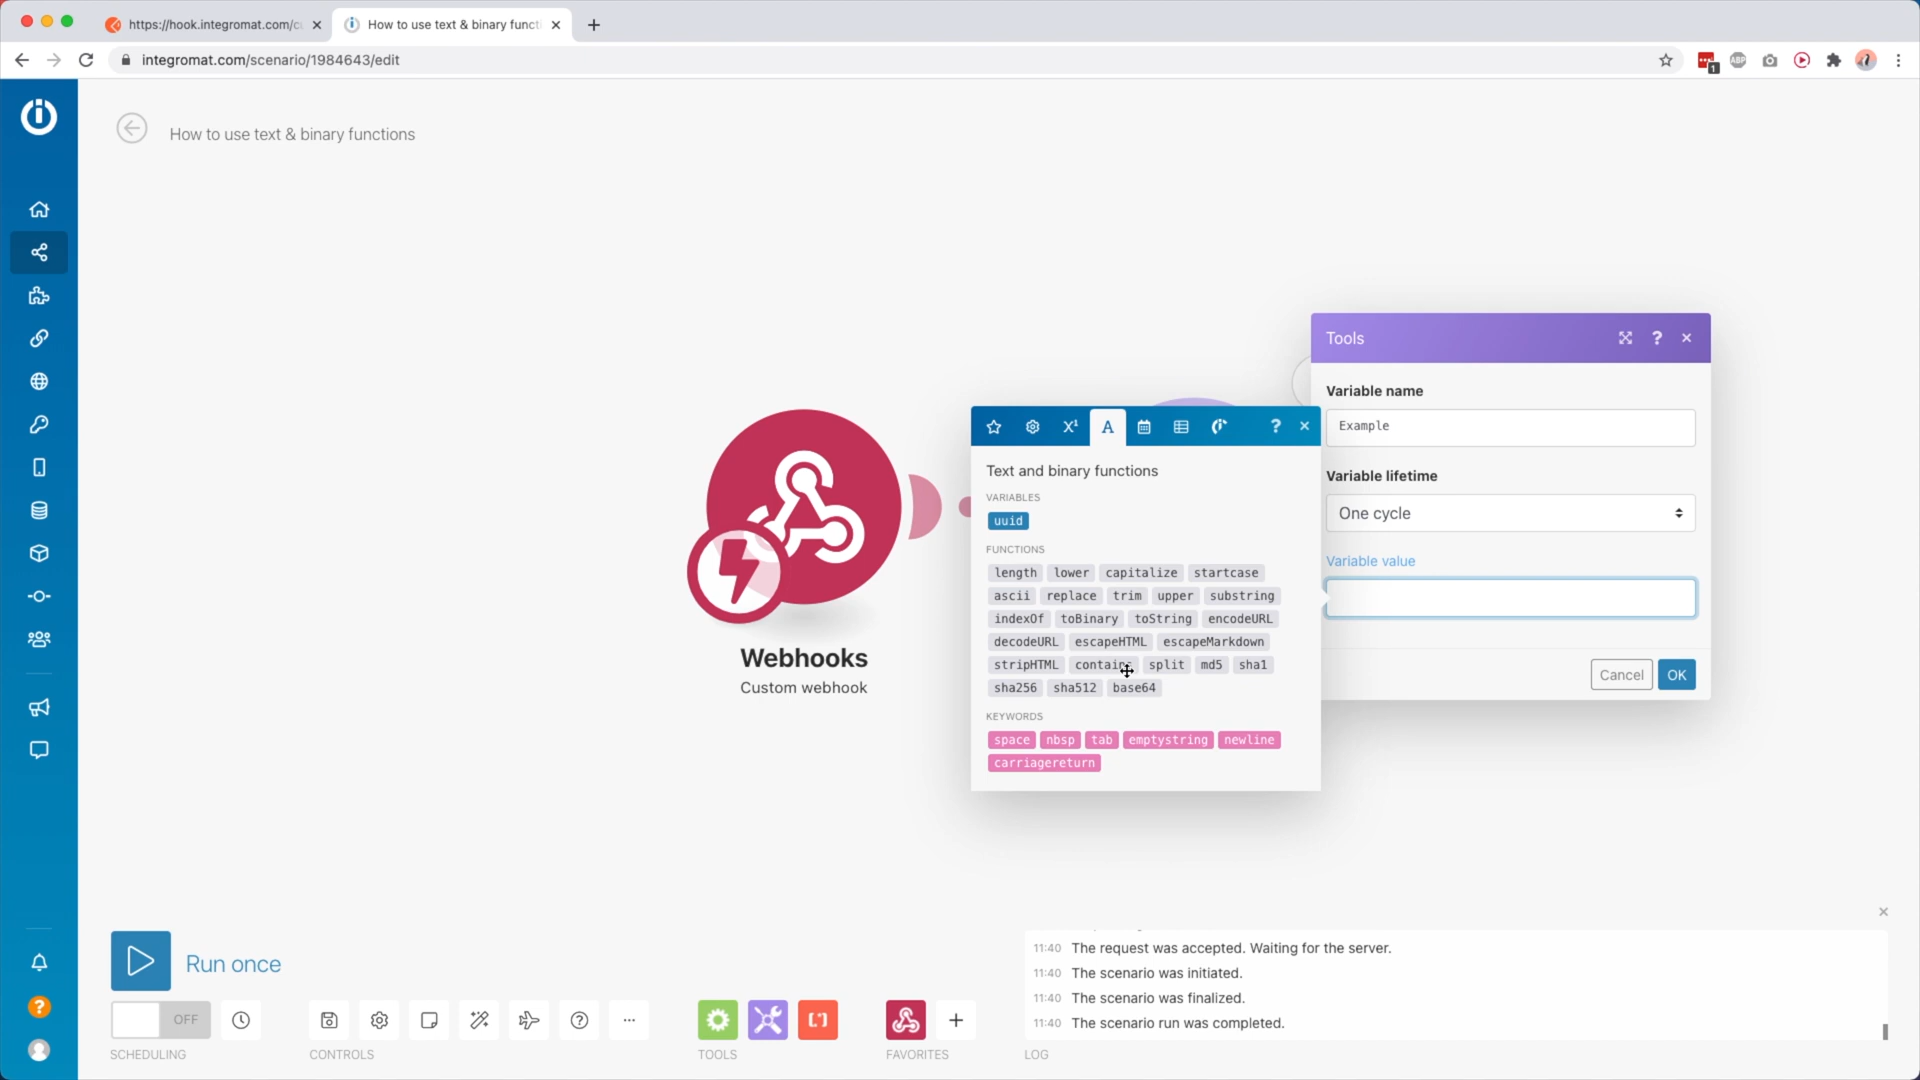 https://hook.integromat.com/c
How to use text & binary functi
integromat.com/scenario/1984643/edit
1
ABP
How to use text & binary functions
Tools
Variable name
Example
Variable lifetime
One cycle
Variable value
Cancel OK
Text and binary functions
VARIABLES
uuid
FUNCTIONS
length lower capitalize startcase
ascii replace trim upper substring
indexOf toBinary toString encodeURL
decodeURL escapeHTML escapeMarkdown
stripHTML contains split md5 sha1
sha256 sha512 base64
KEYWORDS
space nbsp tab emptystring newline
carriagereturn
Webhooks
Custom webhook
Run once
OFF
SCHEDULING
CONTROLS
TOOLS
FAVORITES
11:40 The request was accepted. Waiting for the server.
11:40 The scenario was initiated.
11:40 The scenario was finalized.
11:40 The scenario run was completed.
LOG